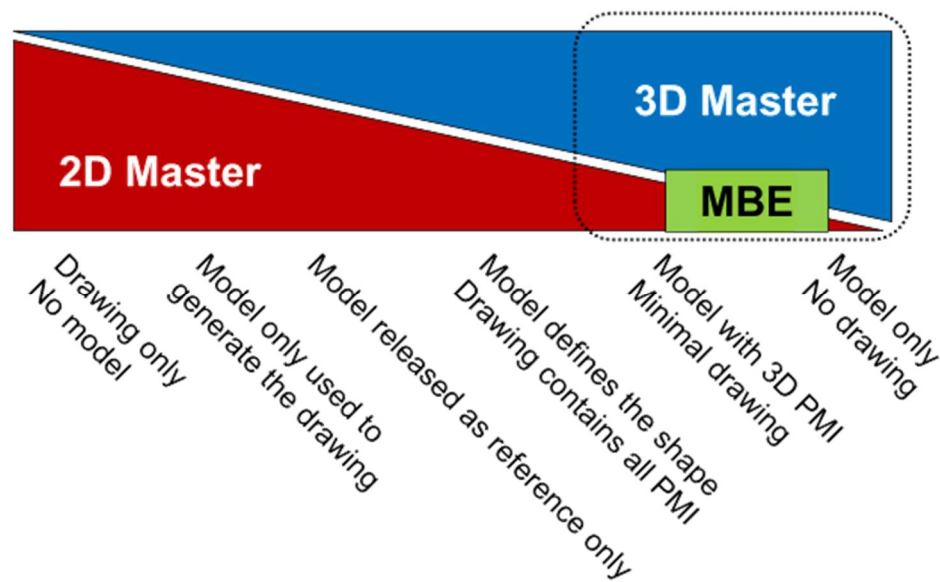 3D Master
2D Master
MBE
Drawing only
No model
Model only used to
generate the drawing
Model released as reference only
Model defines the shape
Drawing contains all PMI
Model with 3D PMI
Minimal drawing
Model only
No drawing